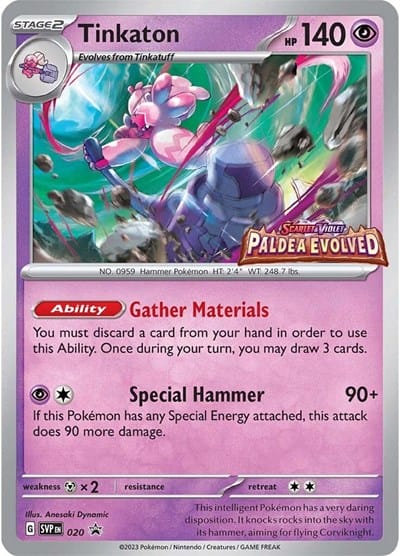 STAGE2 Tinkaton HP 140
Evolves from Tinkatuff
SCARLET & VIOLET
PALDEA EVOLVED
NO. 0959 Hammer Pokémon HT: 2'4" WT: 248.7 lbs.
Ability Gather Materials
You must discard a card from your hand in order to use
this Ability. Once during your turn, you may draw 3 cards.
Special Hammer 90+
If this Pokémon has any Special Energy attached, this attack
does 90 more damage.
weakness ×2 resistance retreat
Illus. Anesaki Dynamic
G SVP EN 020
This intelligent Pokémon has a very daring
disposition. It knocks rocks into the sky with
its hammer, aiming for flying Corviknight.
©2023 Pokémon / Nintendo / Creatures / GAME FREAK